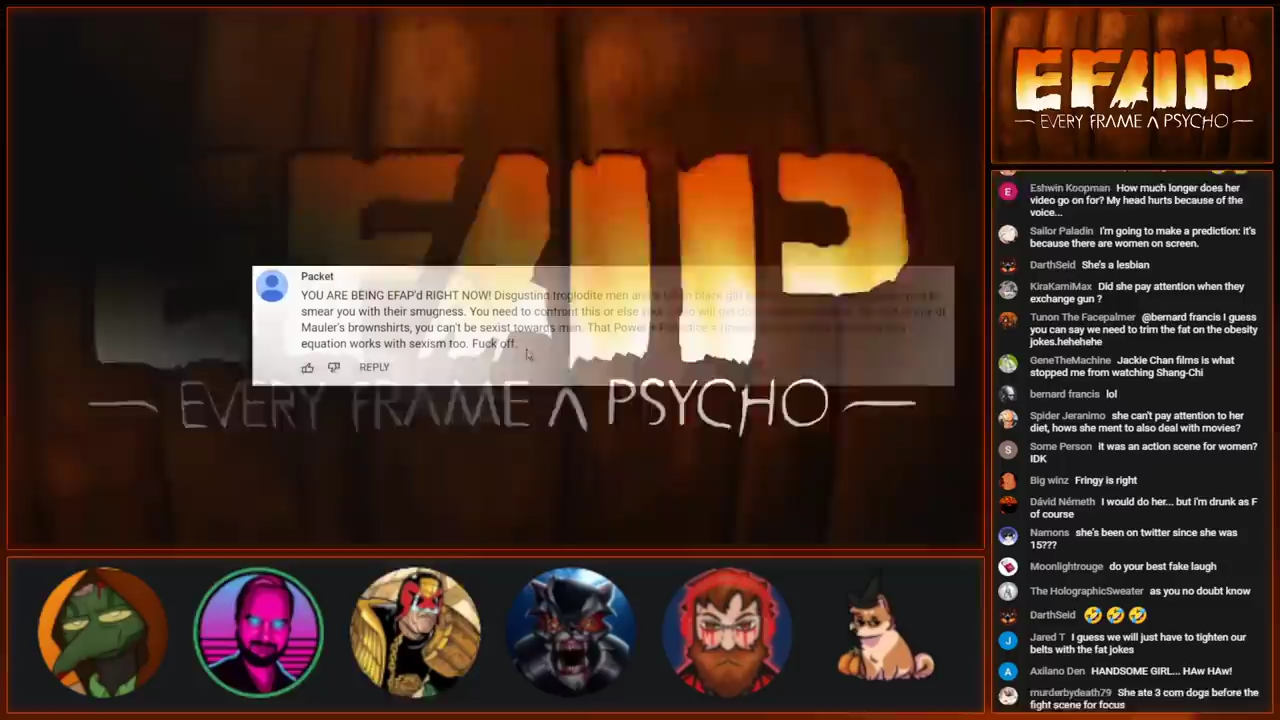 EFAP
EVERY FRAME A PSYCHO
Packet
YOU ARE BEING EFAP'd RIGHT NOW! Disgusting troglodite men and a token black girl
smear you with their smugness. You need to confront this or else
Mauler's brownshirts, you can't be sexist towards men. That Power +
equation works with sexism too. Fuck off.
REPLY
EFAP
EVERY FRAME A PSYCHO
Eshwin Koopman How much longer does her
video go on for? My head hurts because of the
voice...
Sailor Paladin I'm going to make a prediction: it's
because there are women on screen.
DarthSeid She's a lesbian
KiraKamiMax Did she pay attention when they
exchange gun ?
Tunon The Facepalmer @bernard francis I guess
you can say we need to trim the fat on the obesity
jokes.hehehehe
GeneTheMachine Jackie Chan films is what
stopped me from watching Shang-Chi
bernard francis lol
Spider Jeranimo she can't pay attention to her
diet, hows she ment to also deal with movies?
Some Person it was an action scene for women?
IDK
Big winz Fringy is right
Dávid Németh I would do her... but i'm drunk as F
of course
Namons she's been on twitter since she was
15???
Moonlightrouge do your best fake laugh
The HolographicSweater as you no doubt know
DarthSeid 🤣🤣🤣
Jared T I guess we will just have to tighten our
belts with the fat jokes
Axilano Den HANDSOME GIRL... HAw HAw!
murderbydeath79 She ate 3 corn dogs before the
fight scene for focus